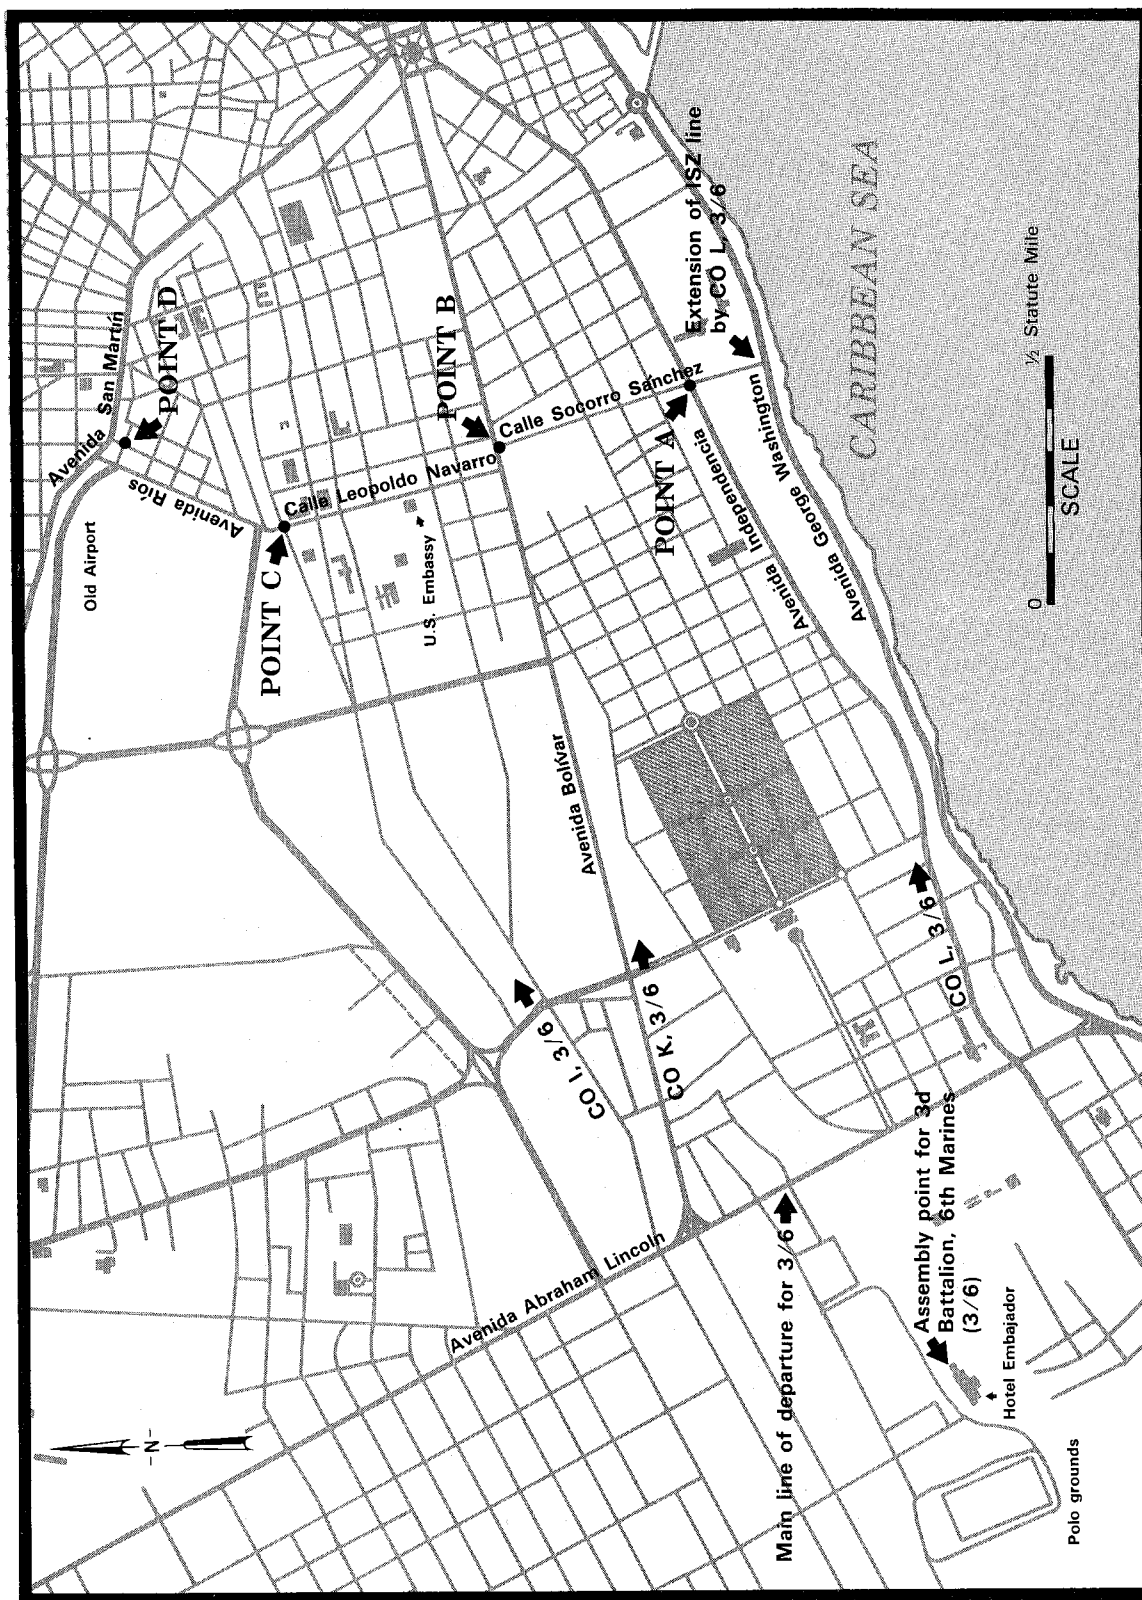 -N-
Old Airport
Avenida San Martín
POINT D
Avenida Ríos
POINT C
Calle Leopoldo Navarro
U.S. Embassy
POINT B
Calle Socorro Sánchez
POINT A
Extension of ISZ line
by CO L, 3/6
Avenida Independencia
Avenida George Washington
CARIBBEAN SEA
Avenida Bolívar
CO I, 3/6
CO K, 3/6
CO L, 3/6
Avenida Abraham Lincoln
Main line of departure for 3/6
Assembly point for 3d
Battalion, 6th Marines
(3/6)
Hotel Embajador
Polo grounds
0 ½ Statute Mile
SCALE